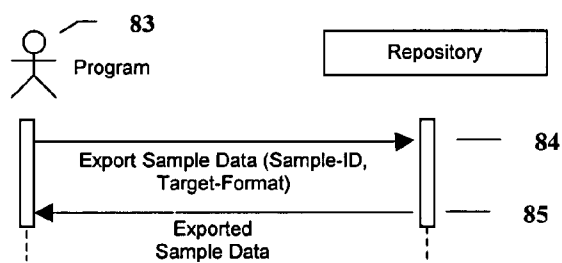 83
Program
Repository
84
Export Sample Data (Sample-ID,
Target-Format)
85
Exported
Sample Data